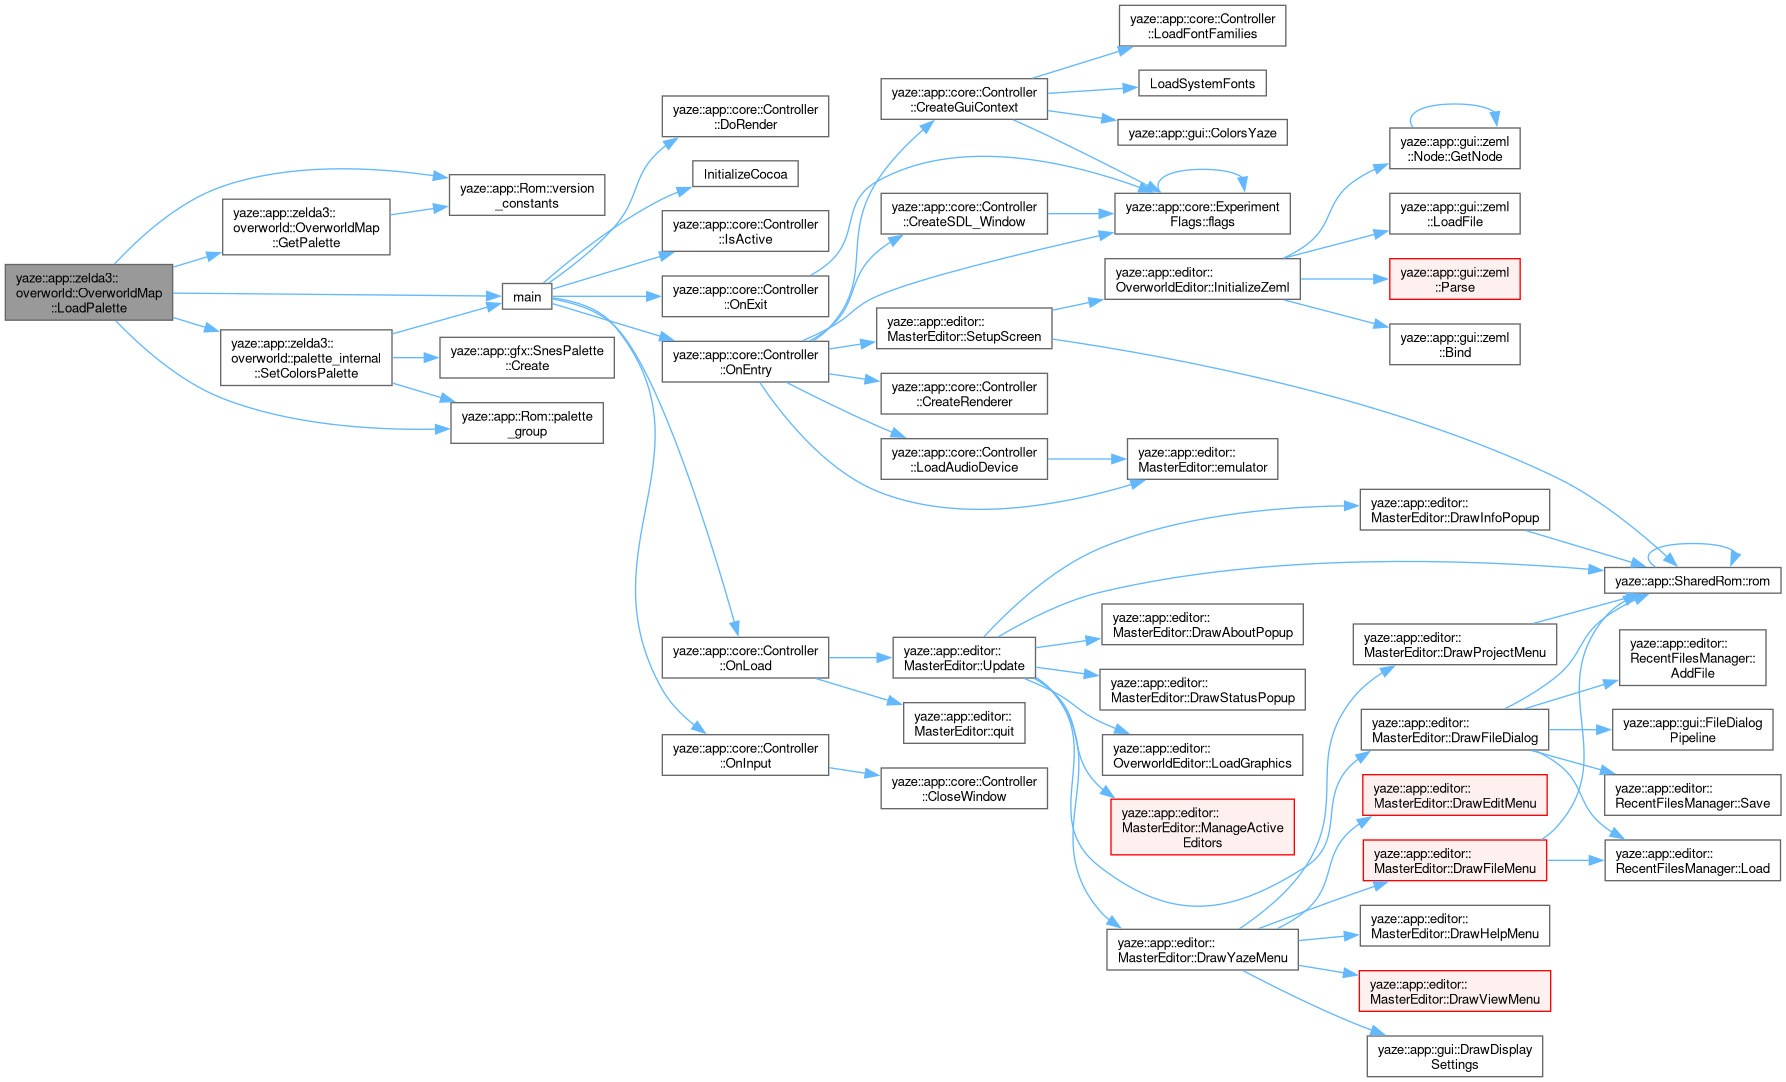 yaze::app::zelda3::
overworld::OverworldMap
::LoadPalette
yaze::app::Rom::version
_constants
yaze::app::zelda3::
overworld::OverworldMap
::GetPalette
main
yaze::app::zelda3::
overworld::palette_internal
::SetColorsPalette
yaze::app::gfx::SnesPalette
::Create
yaze::app::Rom::palette
_group
yaze::app::core::Controller
::DoRender
InitializeCocoa
yaze::app::core::Controller
::IsActive
yaze::app::core::Controller
::OnExit
yaze::app::core::Controller
::OnEntry
yaze::app::core::Controller
::OnLoad
yaze::app::core::Controller
::OnInput
yaze::app::core::Controller
::CreateGuiContext
yaze::app::core::Controller
::CreateSDL_Window
yaze::app::editor::
MasterEditor::SetupScreen
yaze::app::core::Controller
::CreateRenderer
yaze::app::core::Controller
::LoadAudioDevice
yaze::app::editor::
MasterEditor::Update
yaze::app::editor::
MasterEditor::quit
yaze::app::core::Controller
::CloseWindow
yaze::app::core::Controller
::LoadFontFamilies
LoadSystemFonts
yaze::app::gui::ColorsYaze
yaze::app::core::Experiment
Flags::flags
yaze::app::editor::
OverworldEditor::InitializeZeml
yaze::app::editor::
MasterEditor::emulator
yaze::app::editor::
MasterEditor::DrawAboutPopup
yaze::app::editor::
MasterEditor::DrawStatusPopup
yaze::app::editor::
OverworldEditor::LoadGraphics
yaze::app::editor::
MasterEditor::ManageActive
Editors
yaze::app::editor::
MasterEditor::DrawYazeMenu
yaze::app::gui::zeml
::Node::GetNode
yaze::app::gui::zeml
::LoadFile
yaze::app::gui::zeml
::Parse
yaze::app::gui::zeml
::Bind
yaze::app::editor::
MasterEditor::DrawInfoPopup
yaze::app::editor::
MasterEditor::DrawProjectMenu
yaze::app::editor::
MasterEditor::DrawFileDialog
yaze::app::editor::
MasterEditor::DrawEditMenu
yaze::app::editor::
MasterEditor::DrawFileMenu
yaze::app::editor::
MasterEditor::DrawHelpMenu
yaze::app::editor::
MasterEditor::DrawViewMenu
yaze::app::gui::DrawDisplay
Settings
yaze::app::SharedRom::rom
yaze::app::editor::
RecentFilesManager::
AddFile
yaze::app::gui::FileDialog
Pipeline
yaze::app::editor::
RecentFilesManager::Save
yaze::app::editor::
RecentFilesManager::Load